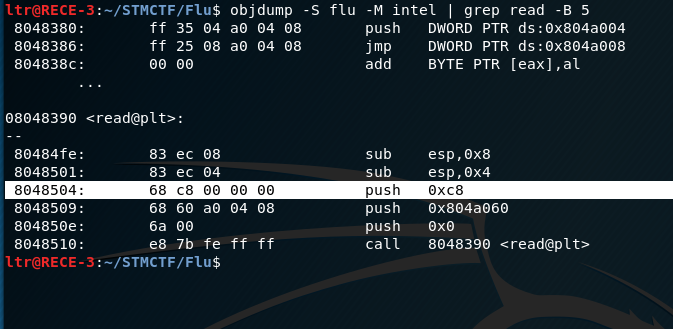 ltr@RECE-3:~/STMCTF/Flu$ objdump -S flu -M intel | grep read -B 5
 8048380:       ff 35 04 a0 04 08       push   DWORD PTR ds:0x804a004
 8048386:       ff 25 08 a0 04 08       jmp    DWORD PTR ds:0x804a008
 804838c:       00 00                   add    BYTE PTR [eax],al
        ...
08048390 <read@plt>:
--
 80484fe:       83 ec 08                sub    esp,0x8
 8048501:       83 ec 04                sub    esp,0x4
 8048504:       68 c8 00 00 00          push   0xc8
 8048509:       68 60 a0 04 08          push   0x804a060
 804850e:       6a 00                   push   0x0
 8048510:       e8 7b fe ff ff          call   8048390 <read@plt>
ltr@RECE-3:~/STMCTF/Flu$